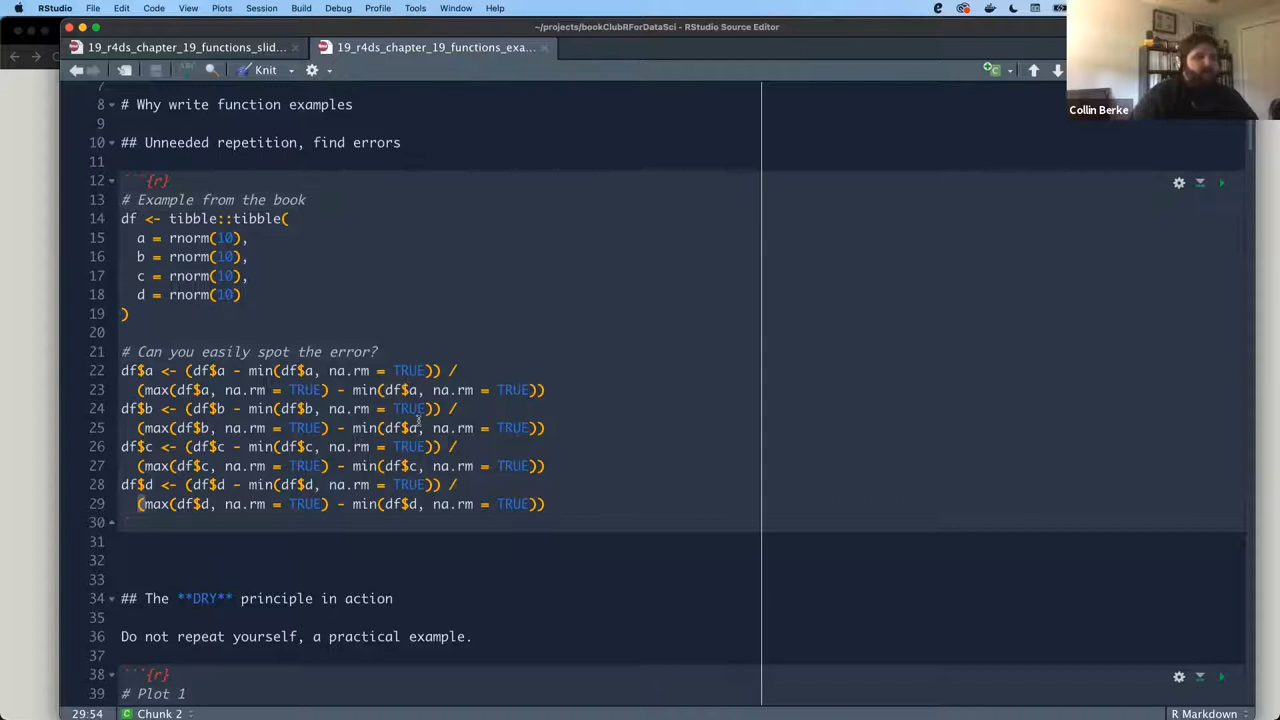 RStudio File Edit Code View Plots Session Build Debug Profile Tools Window Help
~/projects/bookClubRForDataSci - RStudio Source Editor
19_r4ds_chapter_19_functions_slid...
19_r4ds_chapter_19_functions_exa...
Knit
Collin Berke
7
8 # Why write function examples
9
10 ## Unneeded repetition, find errors
11
12 ```{r}
13 # Example from the book
14 df <- tibble::tibble(
15 a = rnorm(10),
16 b = rnorm(10),
17 c = rnorm(10),
18 d = rnorm(10)
19 )
20
21 # Can you easily spot the error?
22 df$a <- (df$a - min(df$a, na.rm = TRUE)) /
23 (max(df$a, na.rm = TRUE) - min(df$a, na.rm = TRUE))
24 df$b <- (df$b - min(df$b, na.rm = TRUE)) /
25 (max(df$b, na.rm = TRUE) - min(df$a, na.rm = TRUE))
26 df$c <- (df$c - min(df$c, na.rm = TRUE)) /
27 (max(df$c, na.rm = TRUE) - min(df$c, na.rm = TRUE))
28 df$d <- (df$d - min(df$d, na.rm = TRUE)) /
29 (max(df$d, na.rm = TRUE) - min(df$d, na.rm = TRUE))
30
31
32
33
34 ## The **DRY** principle in action
35
36 Do not repeat yourself, a practical example.
37
38 ```{r}
39 # Plot 1
29:54 Chunk 2 R Markdown